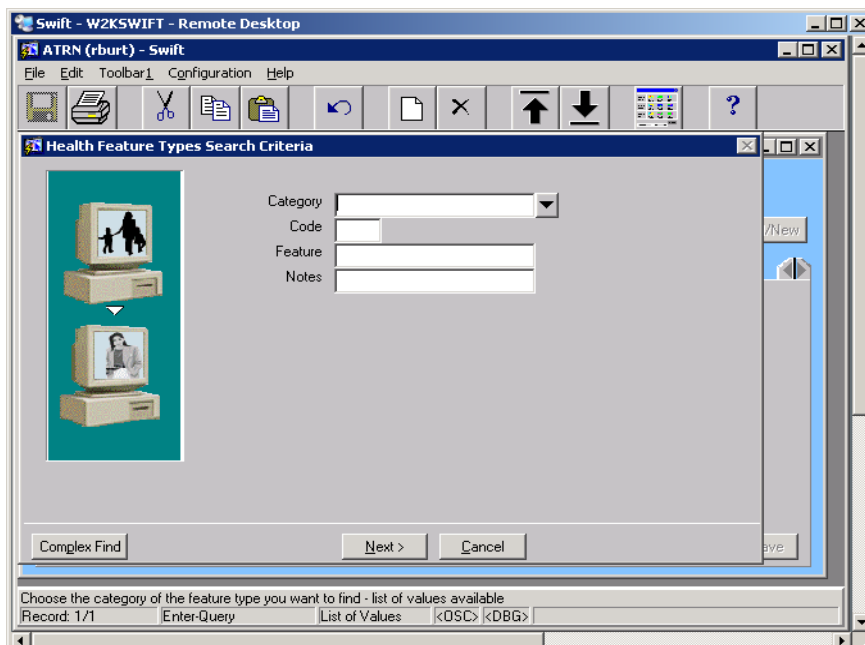 Swift - W2KSWIFT - Remote Desktop
ATRN (rburt) - Swift
File Edit Toolbar1 Configuration Help
?
Health Feature Types Search Criteria
Category
Code
/New
Feature
Notes
Complex Find Next > Cancel ave
Choose the category of the feature type you want to find - list of values available
Record: 1/1 Enter-Query List of Values <OSC> <DBG>